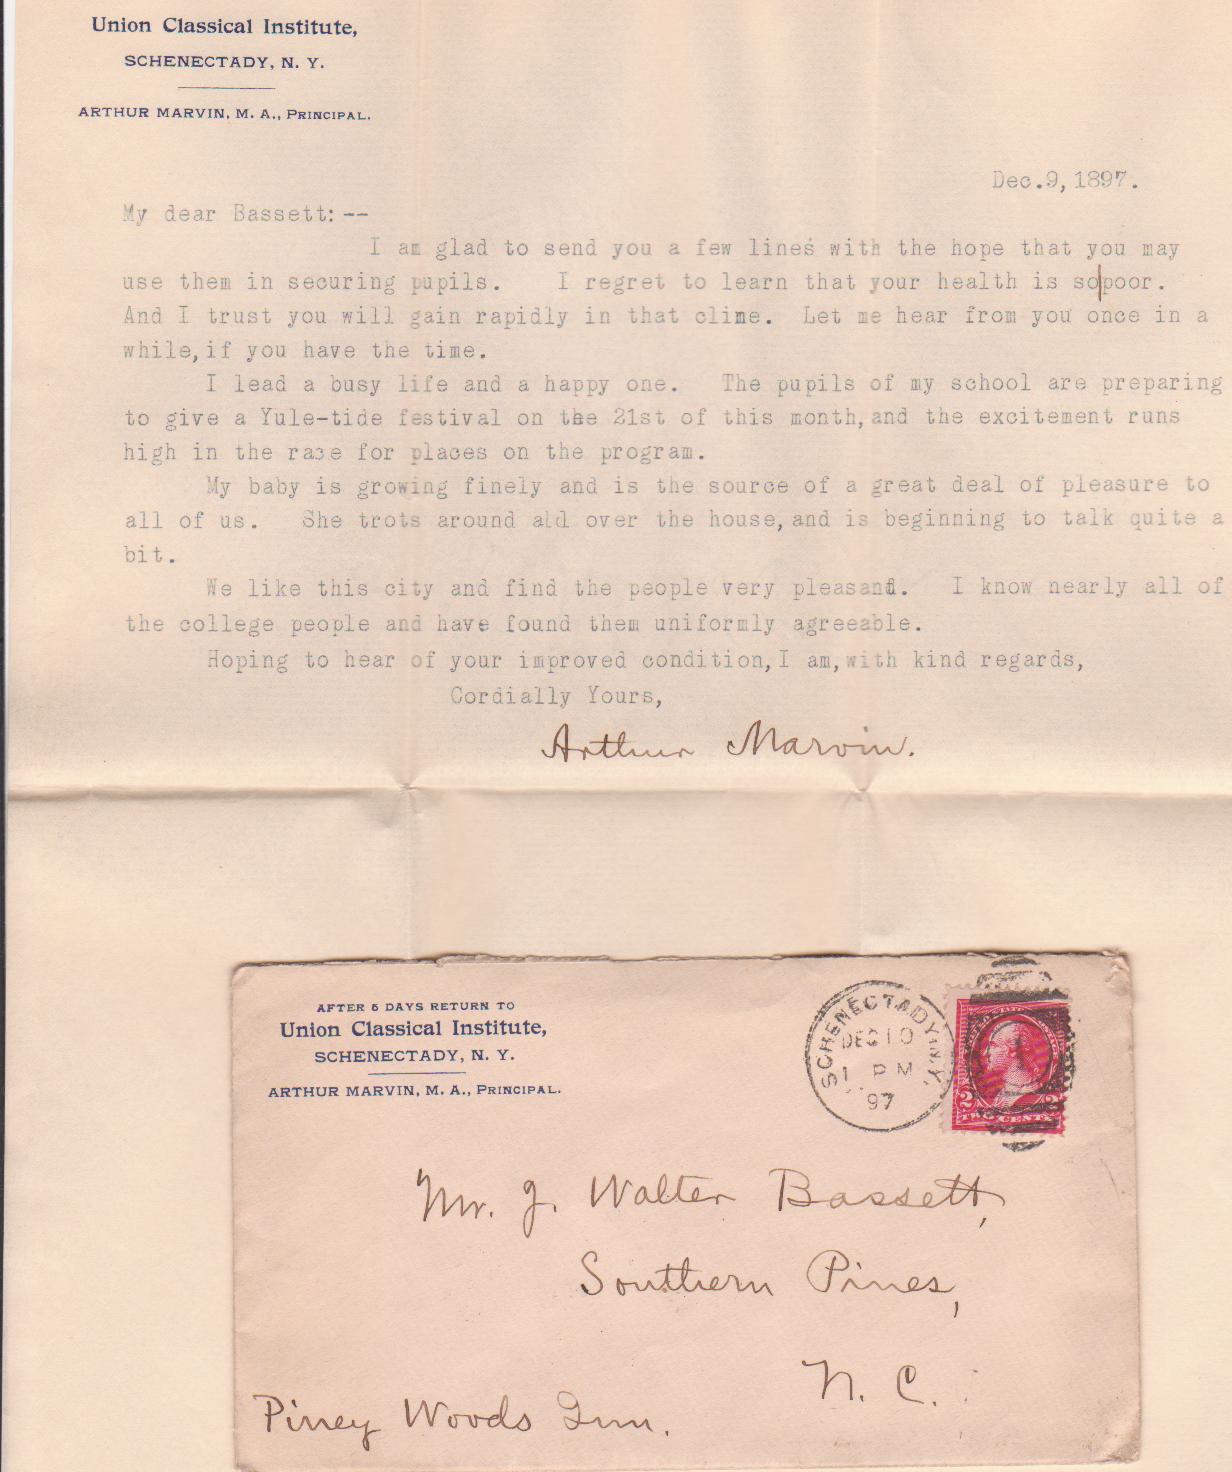 Union Classical Institute,
SCHENECTADY, N. Y.
ARTHUR MARVIN, M. A., PRINCIPAL.
Dec.9,1897.
My dear Bassett:--
I am glad to send you a few lines with the hope that you may
use them in securing pupils. I regret to learn that your health is so|poor.
And I trust you will gain rapidly in that clime. Let me hear from you once in a
while,if you have the time.
I lead a busy life and a happy one. The pupils of my school are preparing
to give a Yule-tide festival on the 21st of this month,and the excitement runs
high in the race for places on the program.
My baby is growing finely and is the source of a great deal of pleasure to
all of us. She trots around all over the house,and is beginning to talk quite a
bit.
We like this city and find the people very pleasant. I know nearly all of
the college people and have found them uniformly agreeable.
Hoping to hear of your improved condition,I am,with kind regards,
Cordially Yours,
Arthur Marvin.
AFTER 5 DAYS RETURN TO
Union Classical Institute,
SCHENECTADY, N. Y.
ARTHUR MARVIN, M. A., PRINCIPAL.
SCHENECTADY, N.Y.
DEC 10
1 PM
97
2 2
TWO CENTS
Mr. J. Walter Bassett,
Southern Pines,
N. C.
Piney Woods Inn.